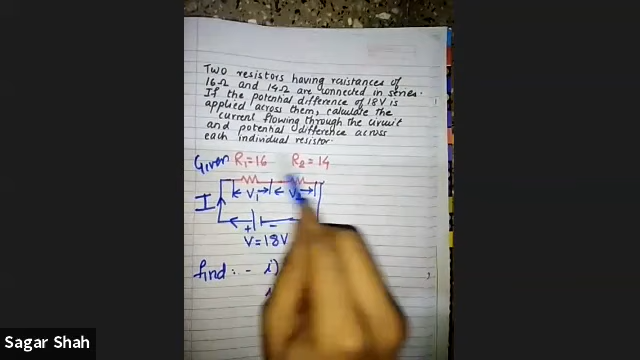 Two resistors having resistances of
16Ω and 14Ω are connected in series.
If the potential difference of 18V is
applied across them, calculate the
current flowing through the circuit
and potential difference across
each individual resistor.
Given R₁=16 R₂=14
I V₁ V₂
+ -
V=18V
find :- i)
Sagar Shah